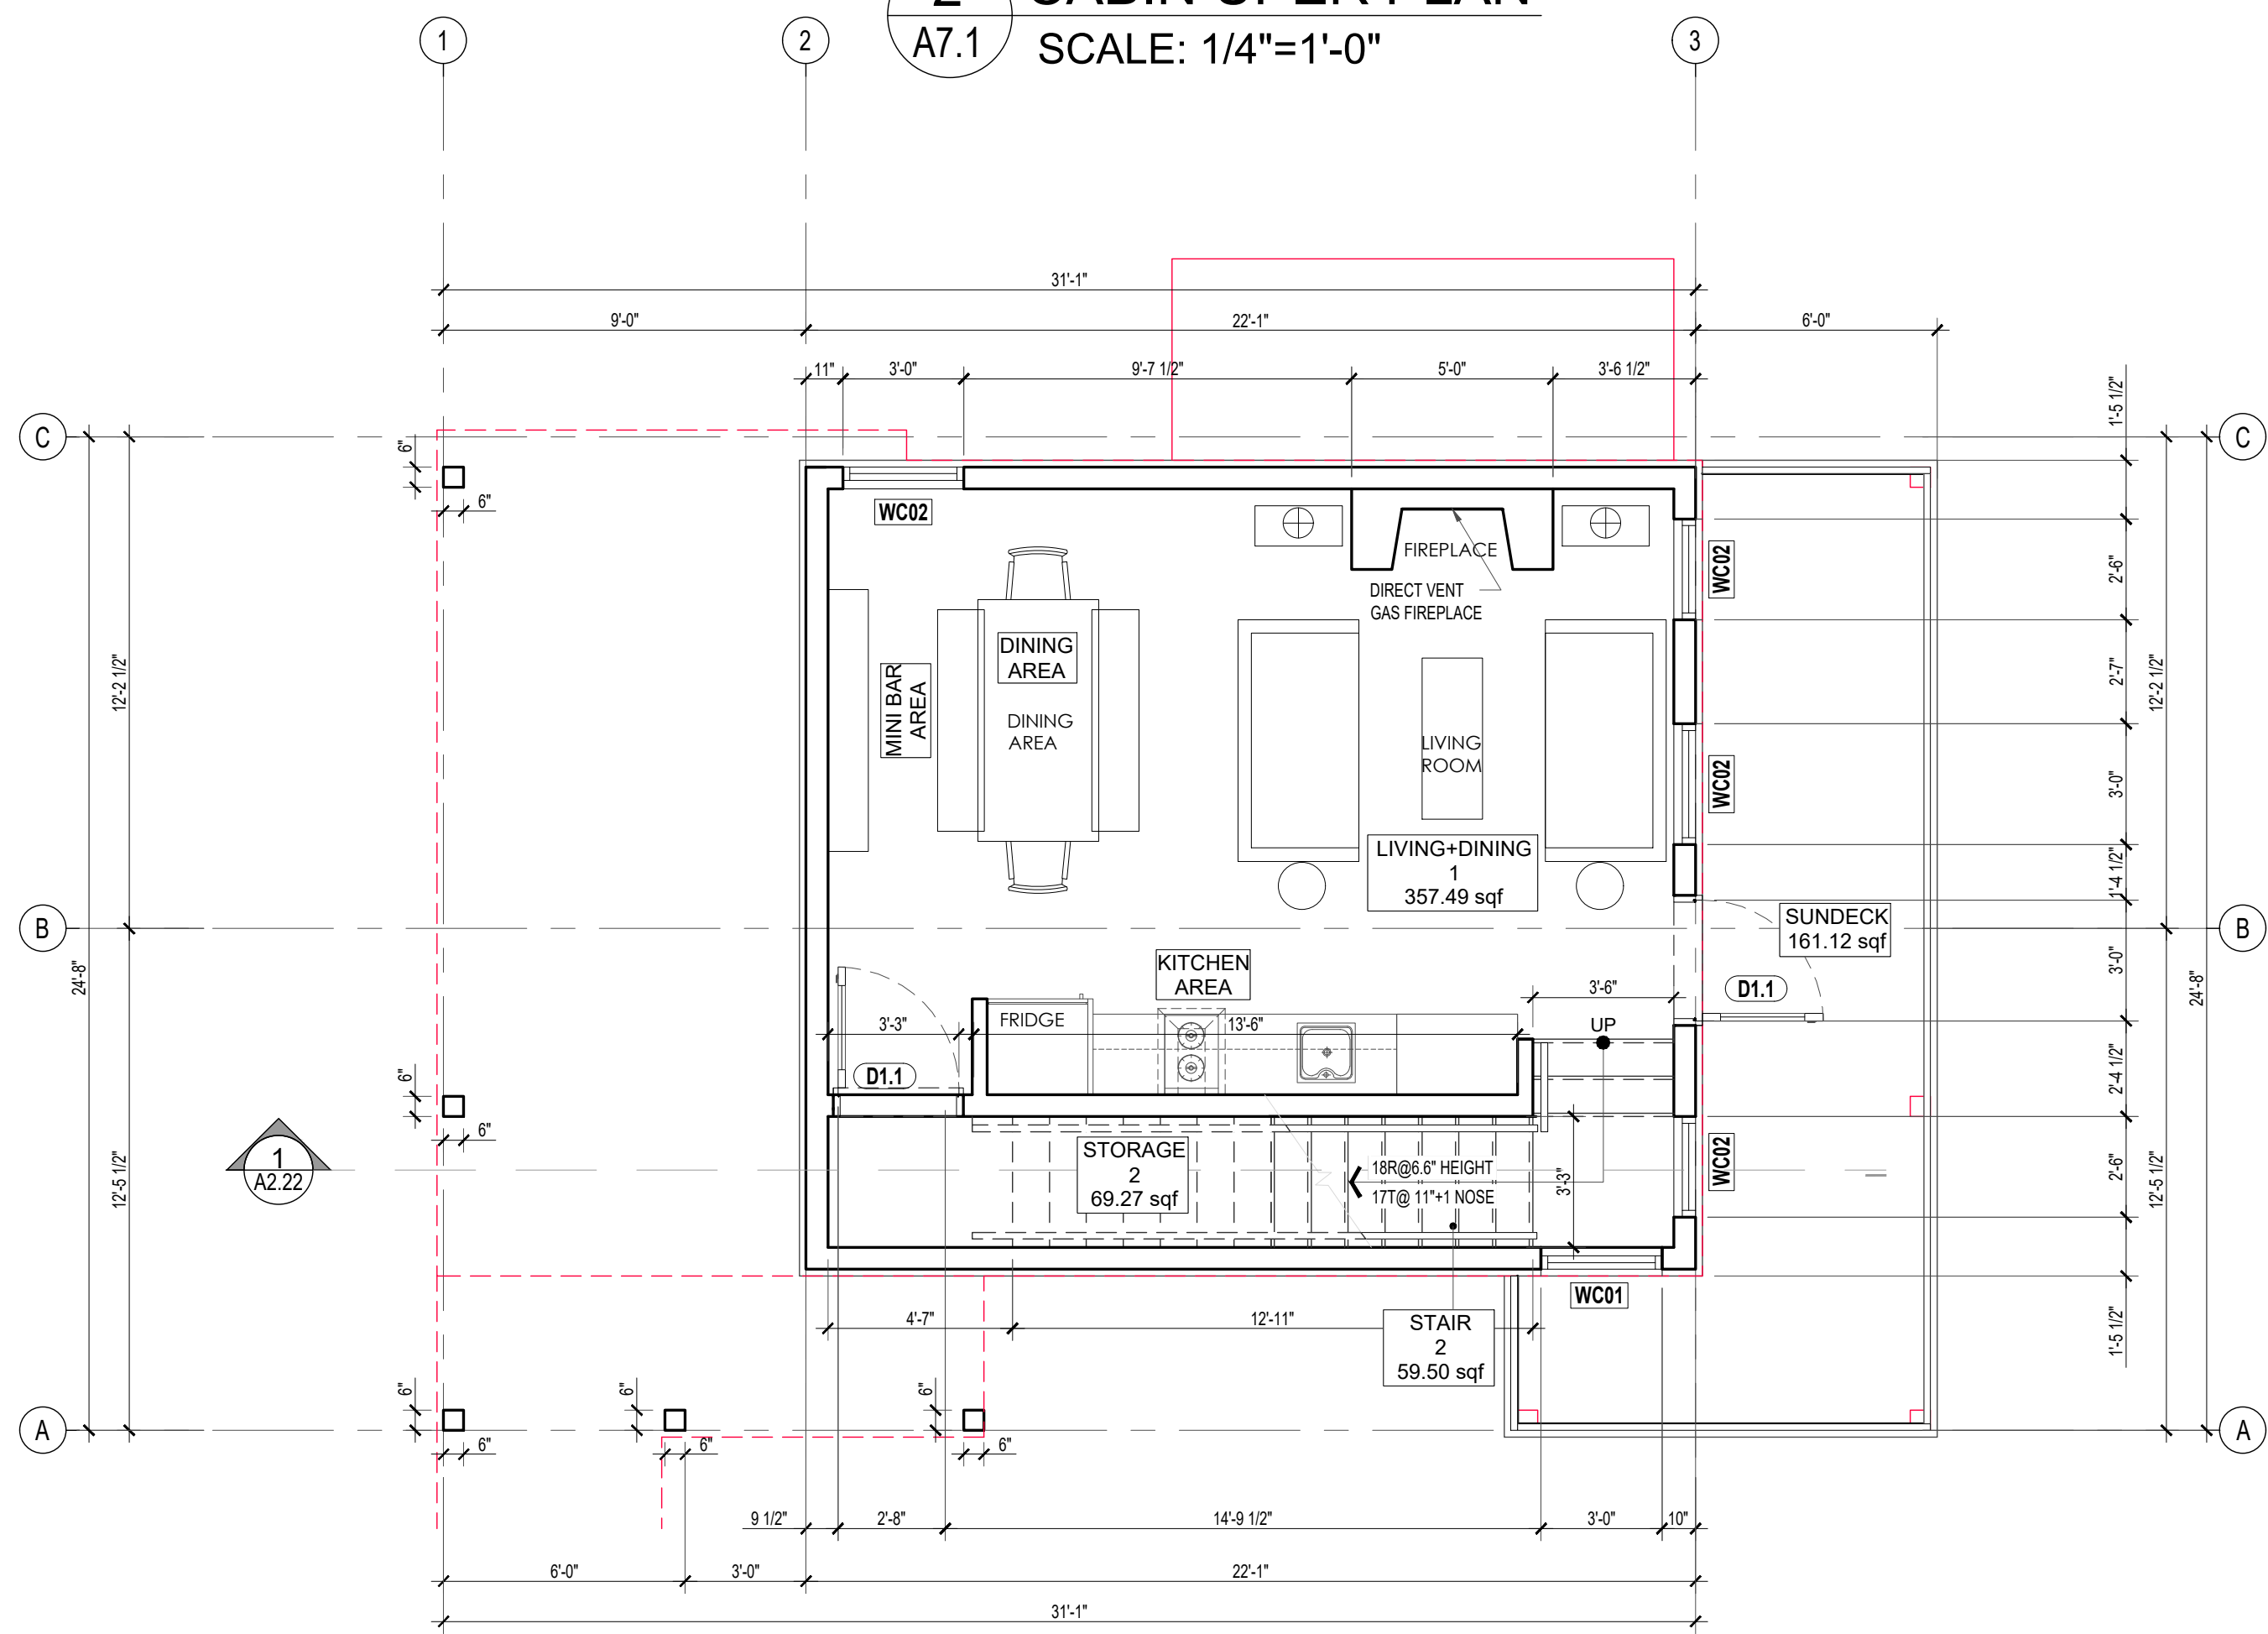 A7.1
SCALE: 1/4"=1'-0"
1
2
3
31'-1"
9'-0"
22'-1"
6'-0"
11"
3'-0"
9'-7 1/2"
5'-0"
3'-6 1/2"
1'-5 1/2"
C
C
6"
6"
WC02
FIREPLACE
DIRECT VENT
GAS FIREPLACE
WC02
2'-6"
DINING
AREA
MINI BAR
AREA
DINING
AREA
LIVING
ROOM
12'-2 1/2"
2'-7"
12'-2 1/2"
WC02
3'-0"
LIVING+DINING
1
357.49 sqf
1'-4 1/2"
B
B
SUNDECK
161.12 sqf
24'-8"
3'-0"
24'-8"
KITCHEN
AREA
3'-6"
D1.1
3'-3"
FRIDGE
13'-6"
UP
D1.1
2'-4 1/2"
6"
6"
1
A2.22
STORAGE
2
69.27 sqf
18R@6.6" HEIGHT
17T@ 11"+1 NOSE
3'-3"
WC02
2'-6"
12'-5 1/2"
12'-5 1/2"
WC01
4'-7"
12'-11"
STAIR
2
59.50 sqf
1'-5 1/2"
6"
6"
6"
A
A
6"
6"
6"
9 1/2"
2'-8"
14'-9 1/2"
3'-0"
10"
6'-0"
3'-0"
22'-1"
31'-1"